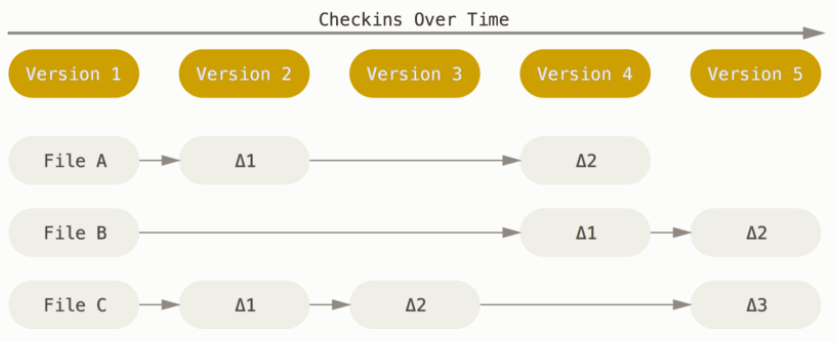 Checkins Over Time
Version 1 Version 2 Version 3 Version 4 Version 5
File A Δ1 Δ2
File B Δ1 Δ2
File C Δ1 Δ2 Δ3